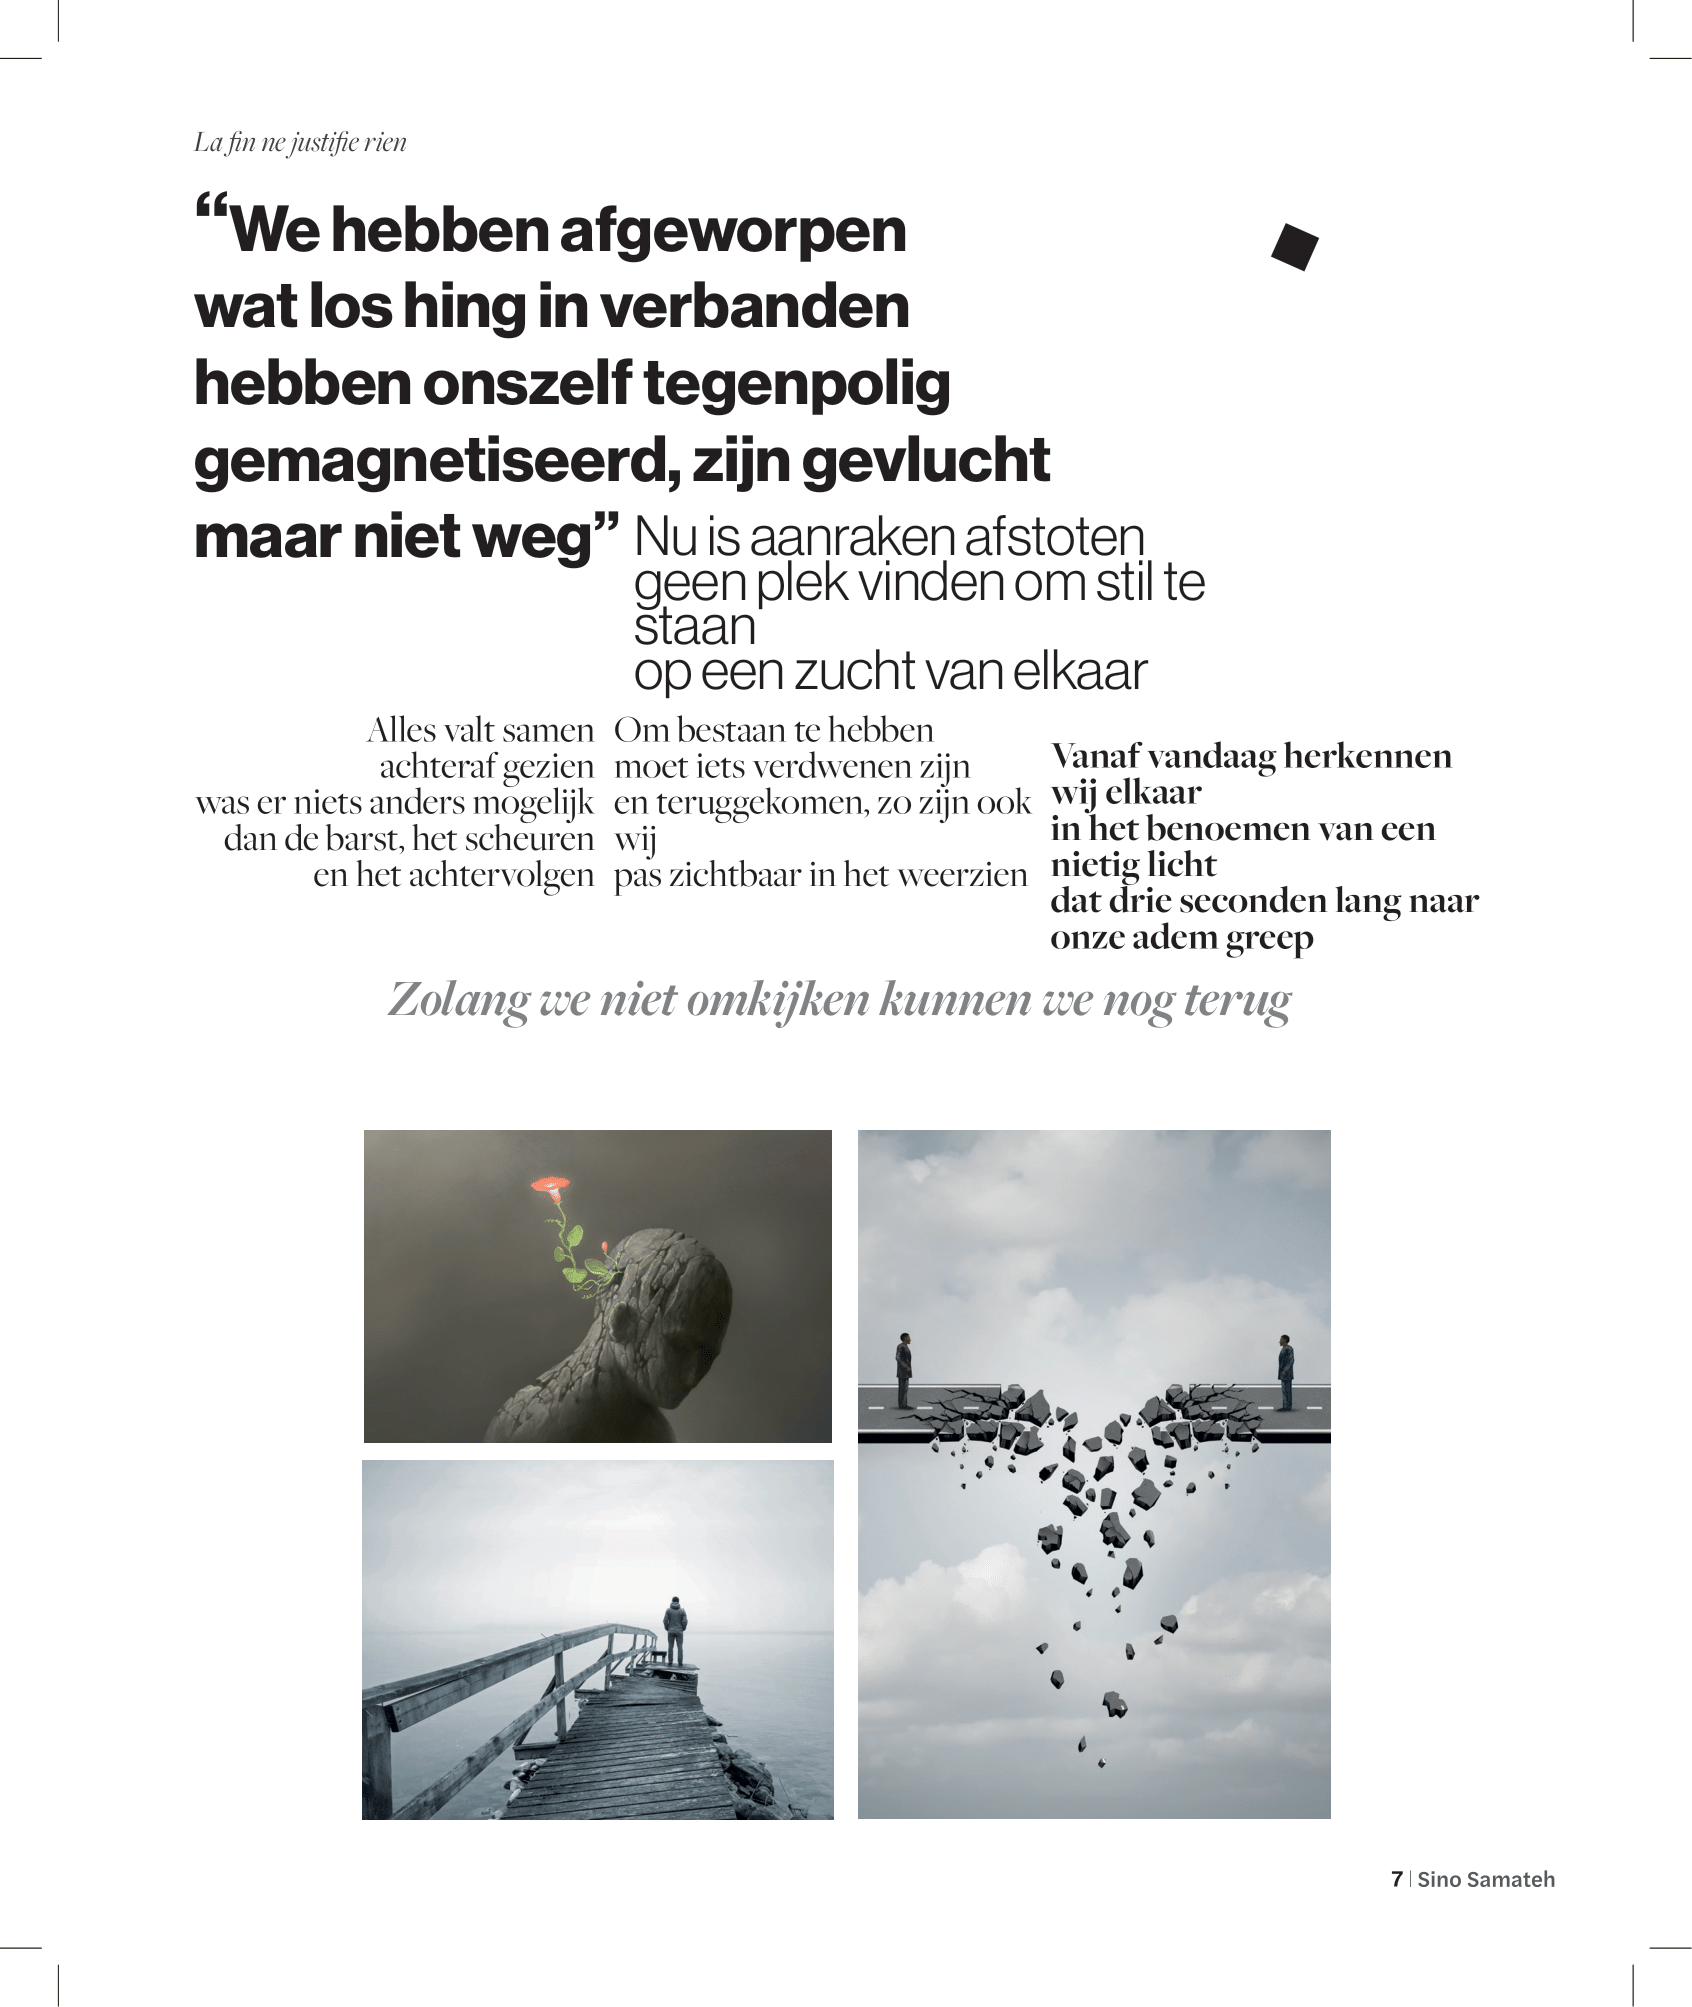 La fin ne justifie rien
“We hebben afgeworpen
wat los hing in verbanden
hebben onszelf tegenpolig
gemagnetiseerd, zijn gevlucht
maar niet weg”
Nu is aanraken afstoten
geen plek vinden om stil te
staan
op een zucht van elkaar
Alles valt samen
achteraf gezien
was er niets anders mogelijk
dan de barst, het scheuren
en het achtervolgen
Om bestaan te hebben
moet iets verdwenen zijn
en teruggekomen, zo zijn ook
wij
pas zichtbaar in het weerzien
Vanaf vandaag herkennen
wij elkaar
in het benoemen van een
nietig licht
dat drie seconden lang naar
onze adem greep
Zolang we niet omkijken kunnen we nog terug
7 | Sino Samateh